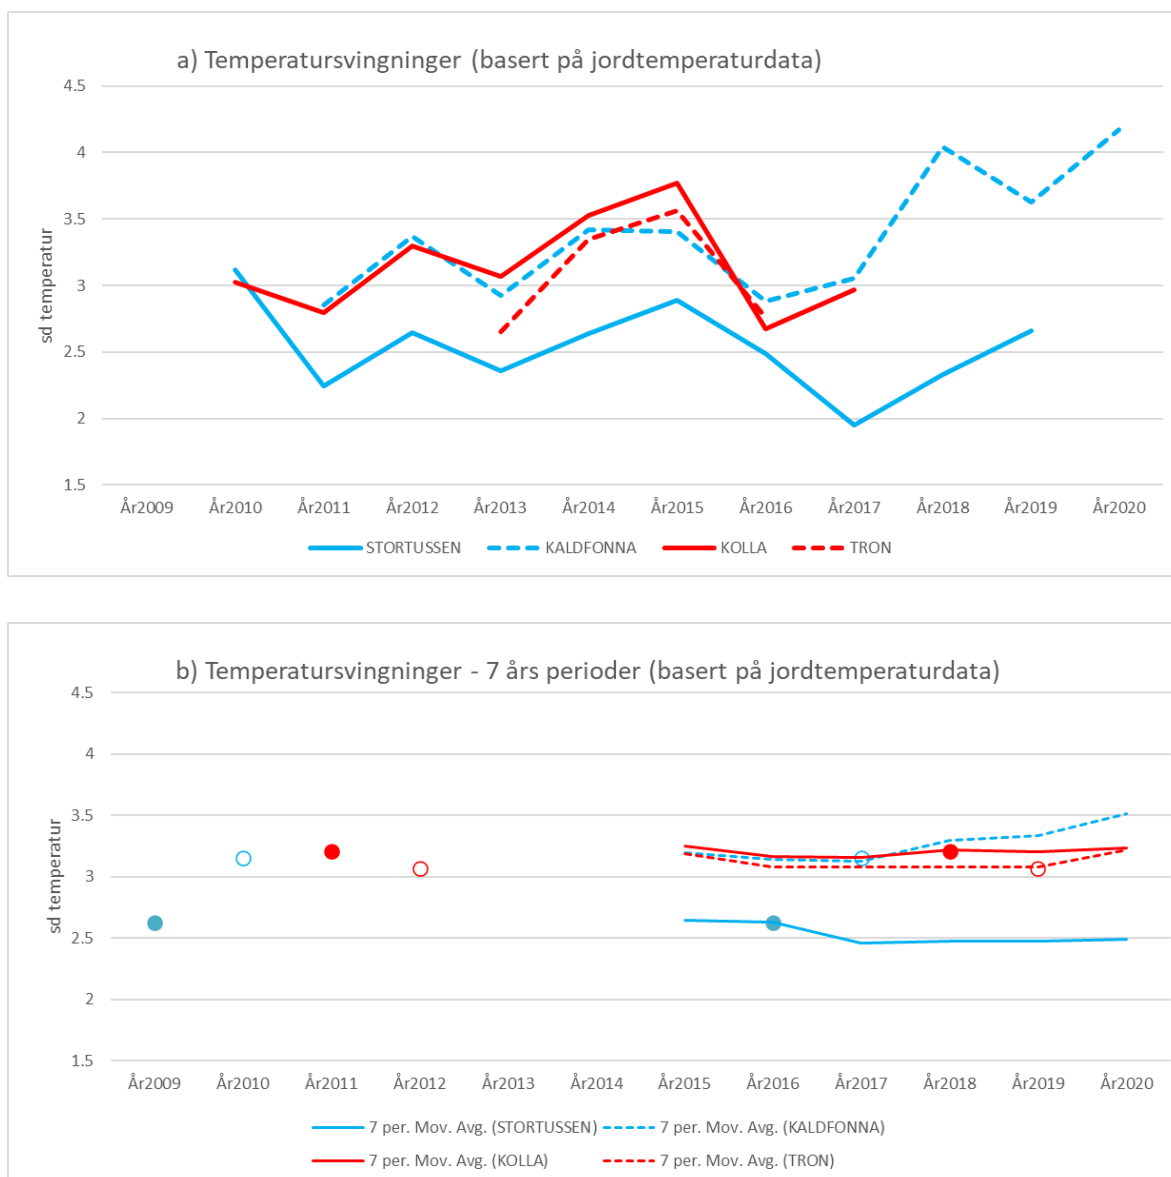 a) Temperatursvingninger (basert på jordtemperaturdata)
4.5
4
3.5
3
2.5
2
1.5
sd temperatur
År2009 År2010 År2011 År2012 År2013 År2014 År2015 År2016 År2017 År2018 År2019 År2020
STORTUSSEN KALDFONNA KOLLA TRON
b) Temperatursvingninger - 7 års perioder (basert på jordtemperaturdata)
4.5
4
3.5
3
2.5
2
1.5
sd temperatur
År2009 År2010 År2011 År2012 År2013 År2014 År2015 År2016 År2017 År2018 År2019 År2020
7 per. Mov. Avg. (STORTUSSEN) 7 per. Mov. Avg. (KALDFONNA)
7 per. Mov. Avg. (KOLLA) 7 per. Mov. Avg. (TRON)